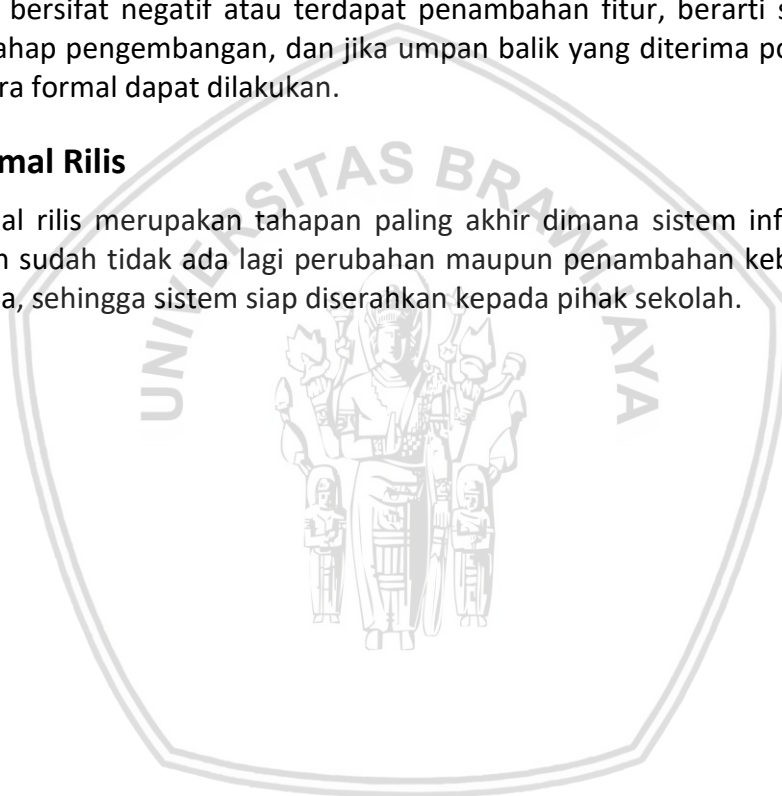 bersifat negatif atau terdapat penambahan fitur, berarti s
ahap pengembangan, dan jika umpan balik yang diterima po
ra formal dapat dilakukan.
mal Rilis
al rilis merupakan tahapan paling akhir dimana sistem inf
n sudah tidak ada lagi perubahan maupun penambahan keb
a, sehingga sistem siap diserahkan kepada pihak sekolah.
UNIVERSITAS BRAWIJAYA